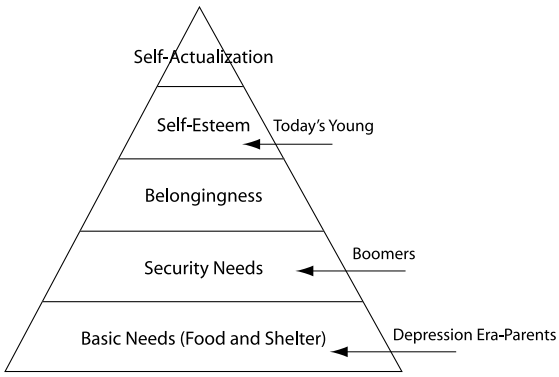 Self-Actualization
Self-Esteem
Today's Young
Belongingness
Boomers
Security Needs
Basic Needs (Food and Shelter)
Depression Era-Parents